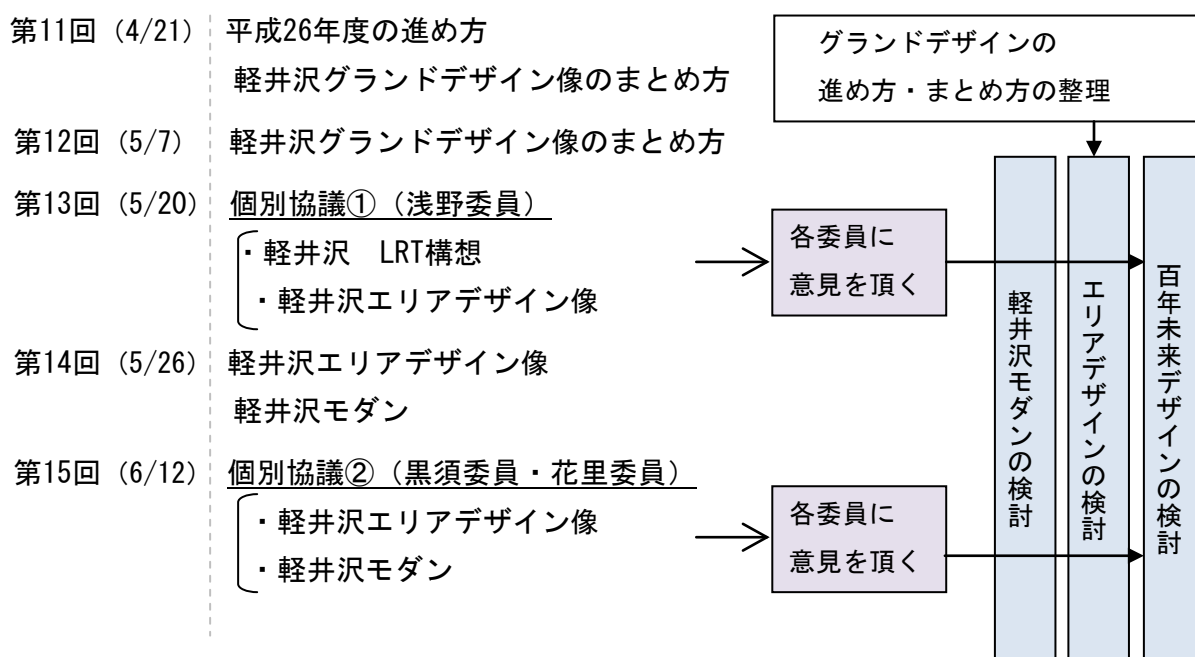 第11回（4/21） 平成26年度の進め方
軽井沢グランドデザイン像のまとめ方
第12回（5/7） 軽井沢グランドデザイン像のまとめ方
第13回（5/20） 個別協議①（浅野委員）
・軽井沢　LRT構想
・軽井沢エリアデザイン像
第14回（5/26） 軽井沢エリアデザイン像
軽井沢モダン
第15回（6/12） 個別協議②（黒須委員・花里委員）
・軽井沢エリアデザイン像
・軽井沢モダン
グランドデザインの
進め方・まとめ方の整理
各委員に
意見を頂く
各委員に
意見を頂く
軽井沢モダンの検討
エリアデザインの検討
百年未来デザインの検討